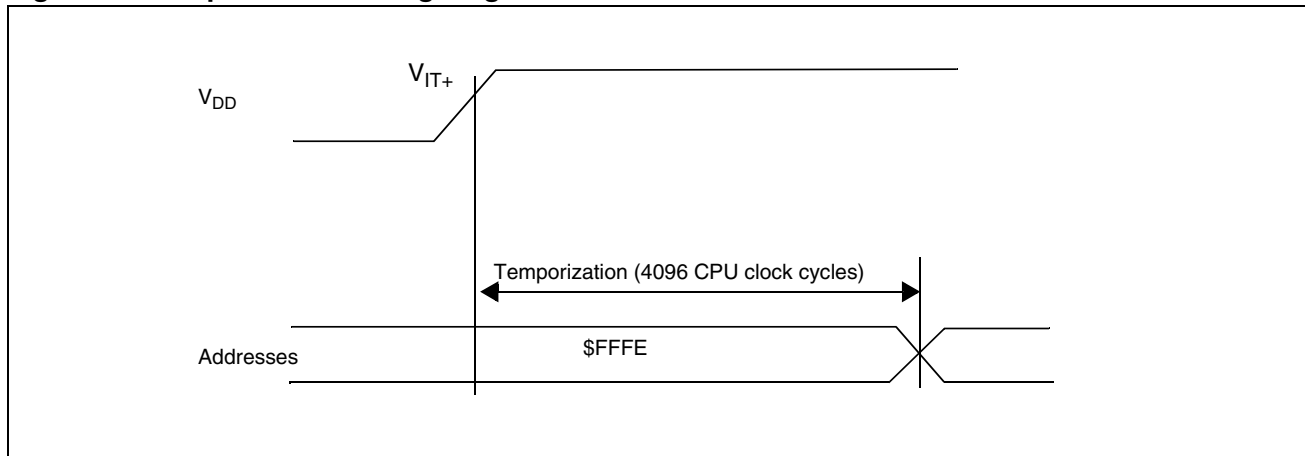 V_IT+
V_DD
Temporization (4096 CPU clock cycles)
$FFFE
Addresses